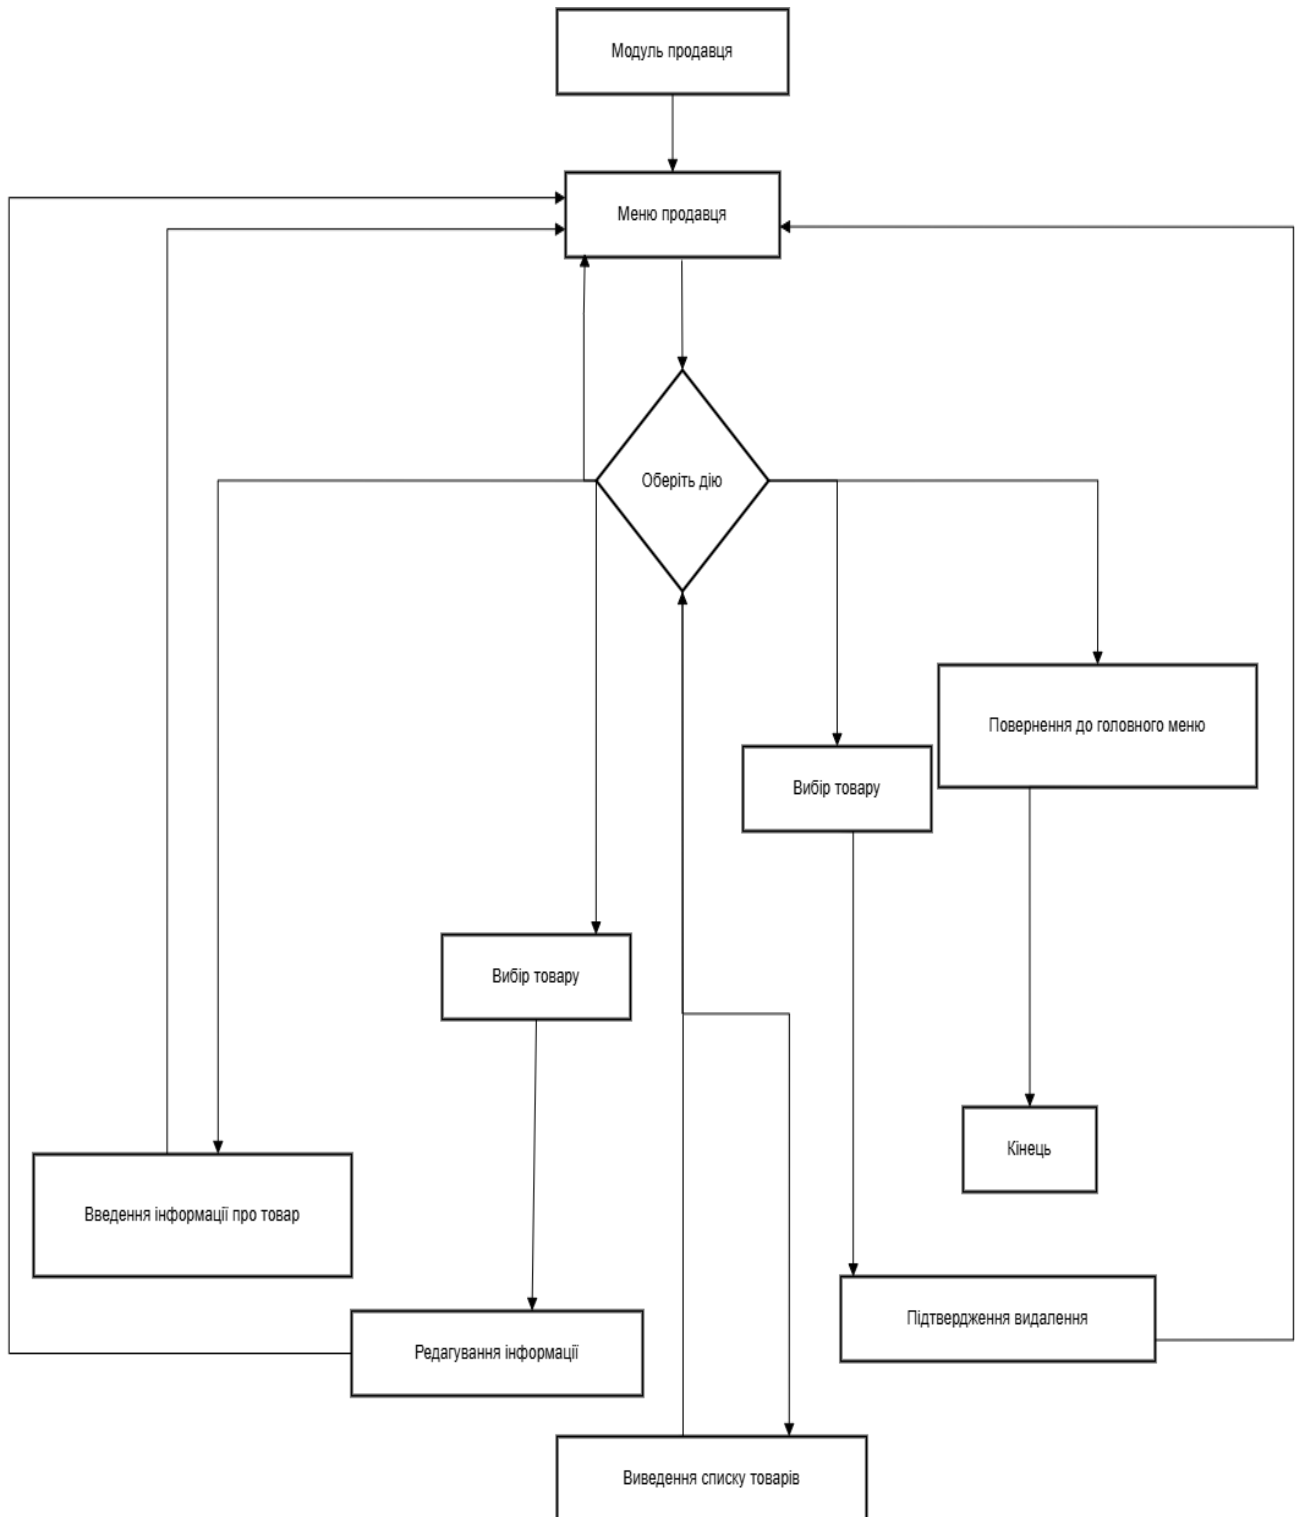 Модуль продавця
Меню продавця
Оберіть дію
Повернення до головного меню
Вибір товару
Вибір товару
Кінець
Введення інформації про товар
Підтвердження видалення
Редагування інформації
Виведення списку товарів